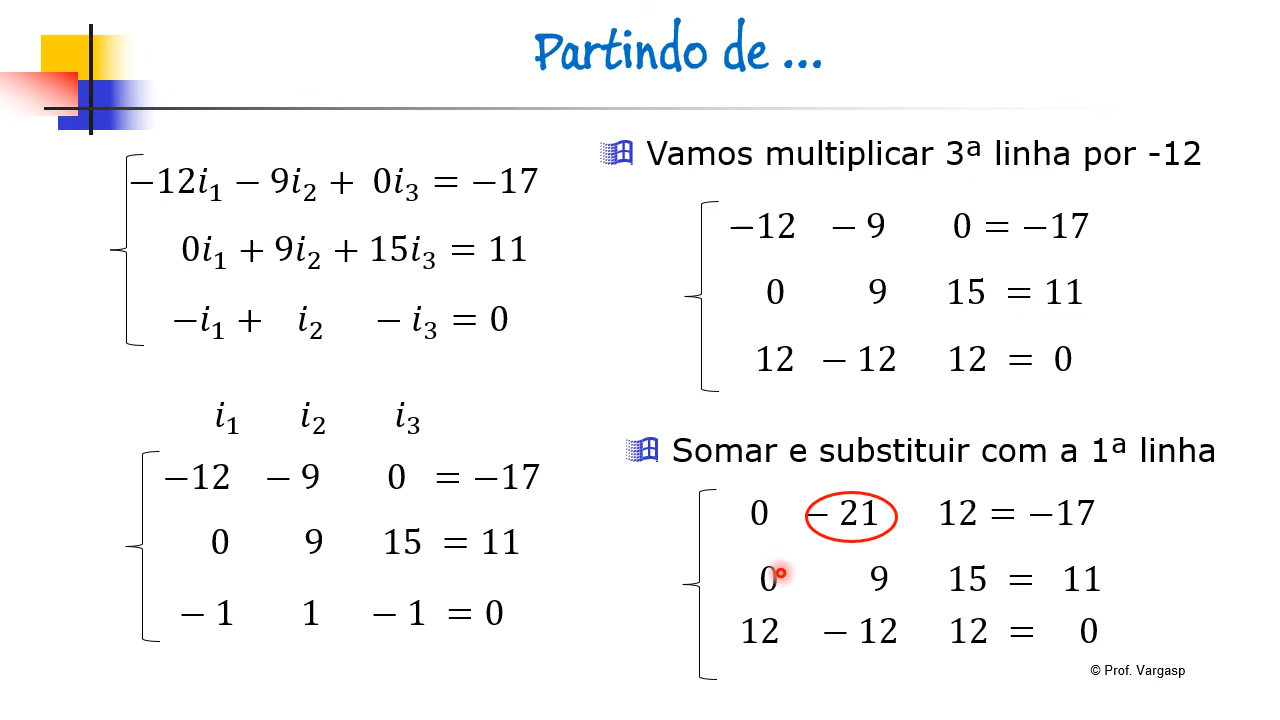 Partindo de ...
−12i₁ − 9i₂ + 0i₃ = −17
0i₁ + 9i₂ + 15i₃ = 11
−i₁ + i₂ − i₃ = 0
i₁ i₂ i₃
−12 − 9 0 = −17
0 9 15 = 11
− 1 1 − 1 = 0
Vamos multiplicar 3ª linha por -12
−12 − 9 0 = −17
0 9 15 = 11
12 − 12 12 = 0
Somar e substituir com a 1ª linha
0 − 21 12 = −17
0 9 15 = 11
12 − 12 12 = 0
© Prof. Vargasp